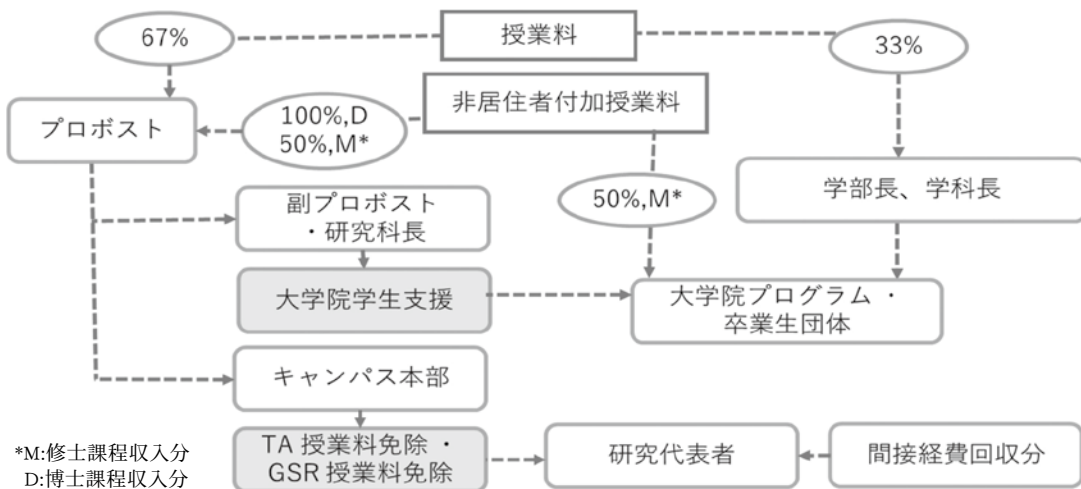 67%
授業料
33%
非居住者付加授業料
100%,D
50%,M*
プロボスト
50%,M*
学部長、学科長
副プロボスト
・研究科長
大学院学生支援
大学院プログラム・
卒業生団体
キャンパス本部
TA 授業料免除・
GSR 授業料免除
研究代表者
間接経費回収分
*M:修士課程収入分
D:博士課程収入分